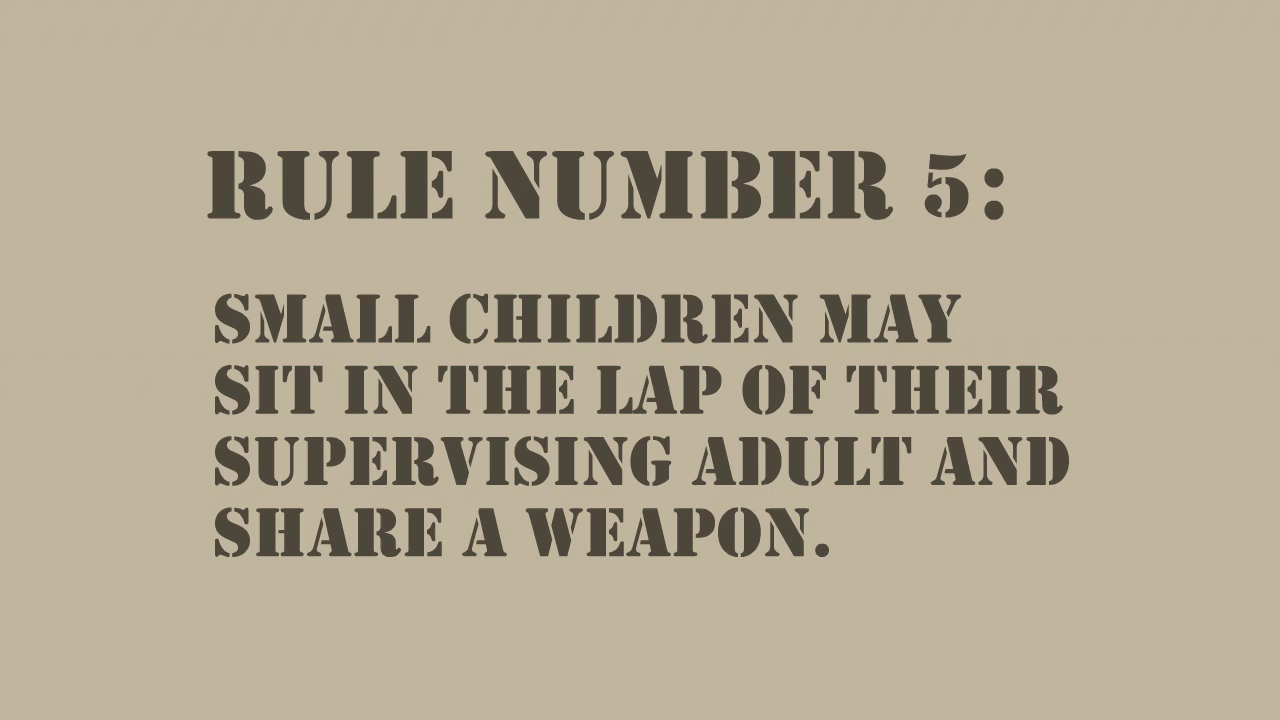 RULE NUMBER 5:
SMALL CHILDREN MAY
SIT IN THE LAP OF THEIR
SUPERVISING ADULT AND
SHARE A WEAPON.